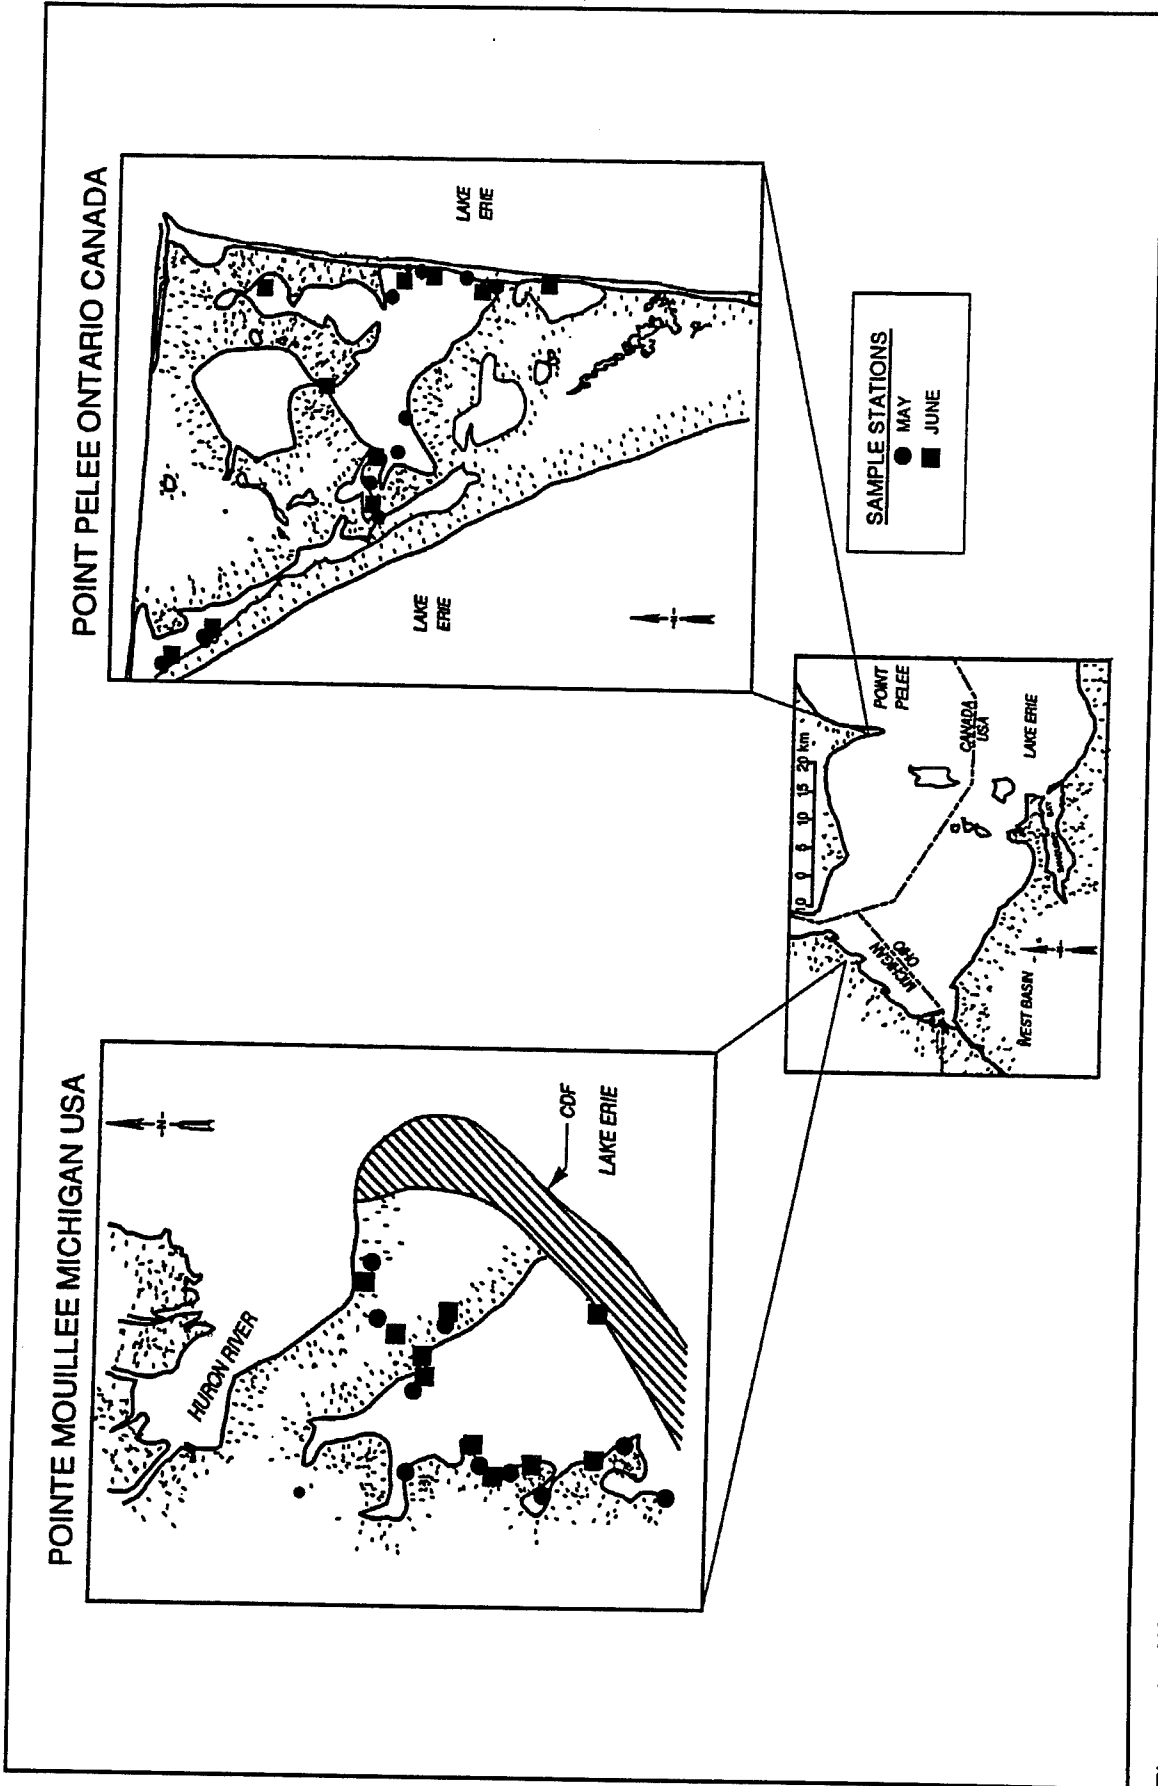 POINTE MOUILLEE MICHIGAN USA
N
HURON RIVER
CDF
LAKE ERIE
POINT PELEE ONTARIO CANADA
LAKE
ERIE
LAKE
ERIE
N
SAMPLE STATIONS
MAY
JUNE
10 0 5 10 15 20 km
POINT
PELEE
MICHIGAN
OHIO
CANADA
USA
LAKE ERIE
WEST BASIN
N